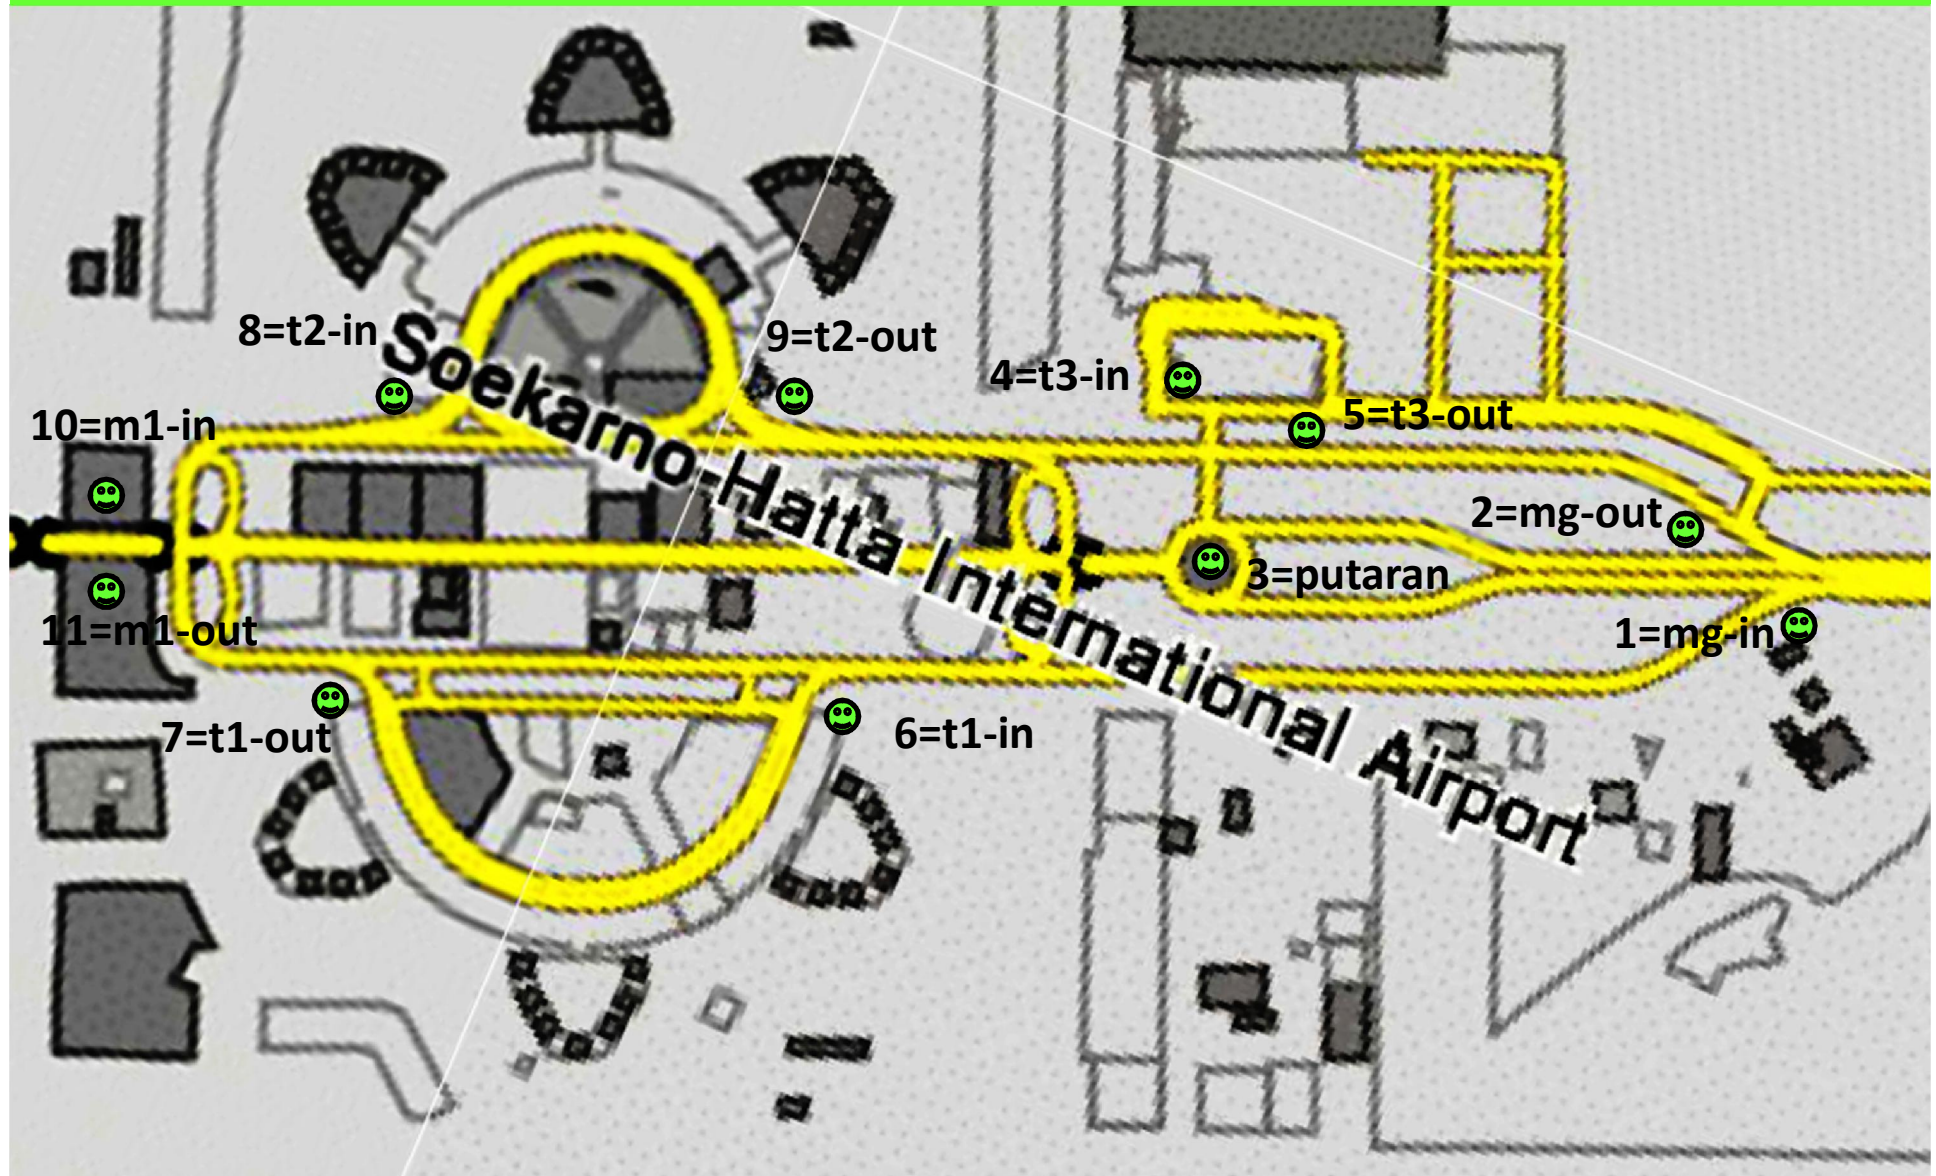 8=t2-in
9=t2-out
4=t3-in
5=t3-out
10=m1-in
Soekarno-Hatta International Airport
2=mg-out
3=putaran
11=m1-out
1=mg-in
7=t1-out
6=t1-in